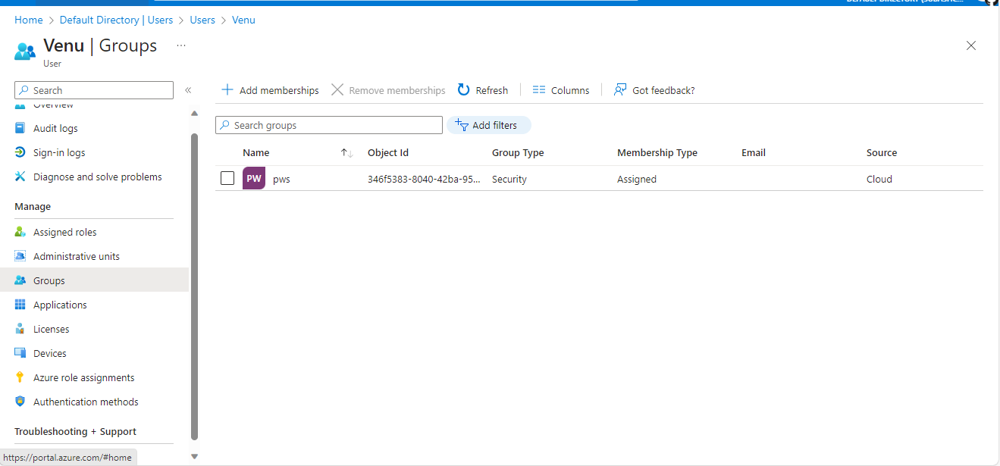 Home > Default Directory | Users > Users > Venu
Venu | Groups ...
User
Search «
Overview
Audit logs
Sign-in logs
Diagnose and solve problems
Manage
Assigned roles
Administrative units
Groups
Applications
Licenses
Devices
Azure role assignments
Authentication methods
Troubleshooting + Support
https://portal.azure.com/#home
Add memberships Remove memberships Refresh Columns Got feedback?
Search groups Add filters
Name Object Id Group Type Membership Type Email Source
PW pws 346f5383-8040-42ba-95... Security Assigned Cloud